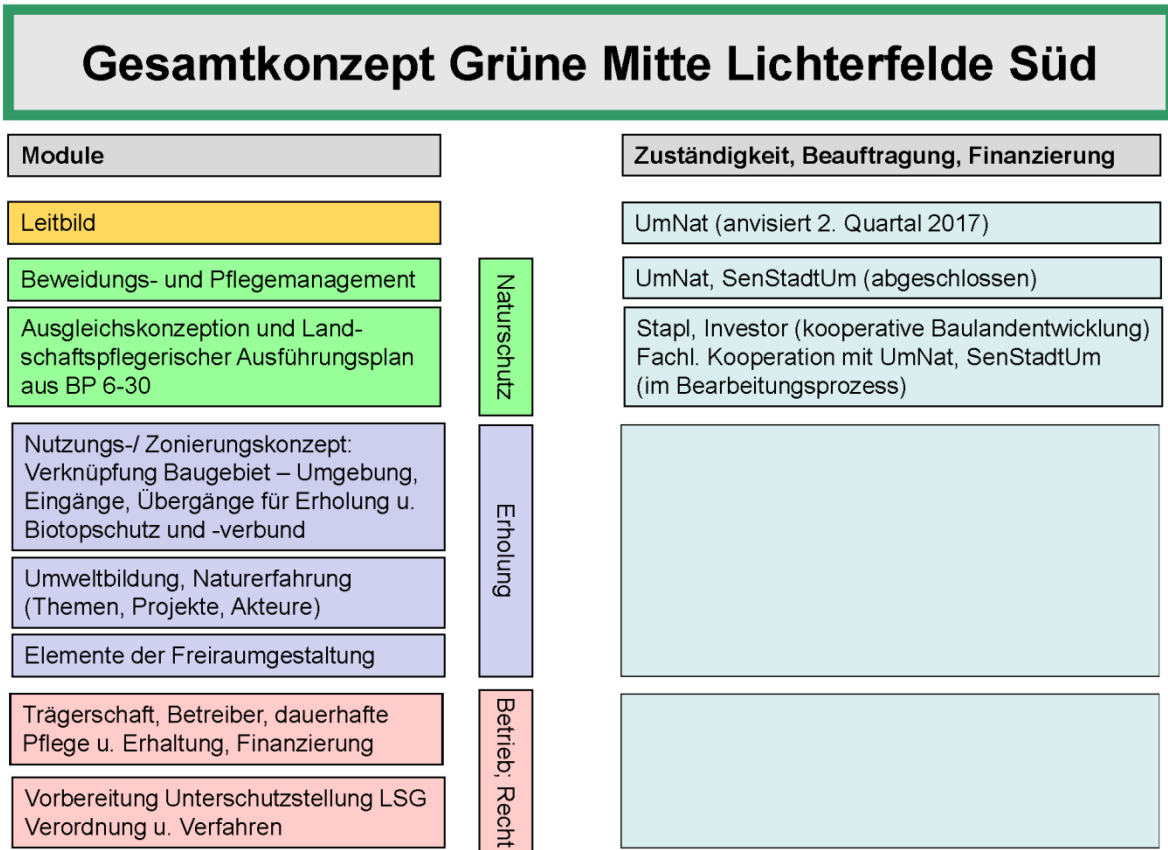 Gesamtkonzept Grüne Mitte Lichterfelde Süd
Module
Zuständigkeit, Beauftragung, Finanzierung
Leitbild
UmNat (anvisiert 2. Quartal 2017)
Beweidungs- und Pflegemanagement
UmNat, SenStadtUm (abgeschlossen)
Ausgleichskonzeption und Land-
schaftspflegerischer Ausführungsplan
aus BP 6-30
Naturschutz
Stapl, Investor (kooperative Baulandentwicklung)
Fachl. Kooperation mit UmNat, SenStadtUm
(im Bearbeitungsprozess)
Nutzungs-/ Zonierungskonzept:
Verknüpfung Baugebiet – Umgebung,
Eingänge, Übergänge für Erholung u.
Biotopschutz und -verbund
Umweltbildung, Naturerfahrung
(Themen, Projekte, Akteure)
Elemente der Freiraumgestaltung
Erholung
Trägerschaft, Betreiber, dauerhafte
Pflege u. Erhaltung, Finanzierung
Vorbereitung Unterschutzstellung LSG
Verordnung u. Verfahren
Betrieb; Recht